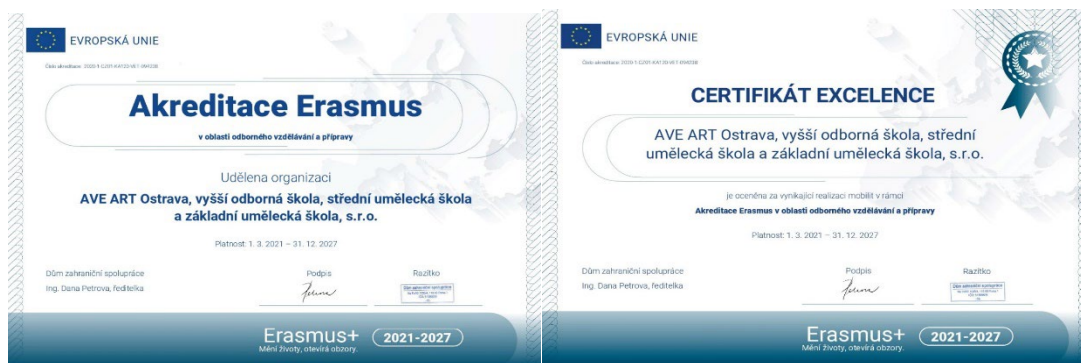 EVROPSKÁ UNIE
Akreditace Erasmus
v oblasti odborného vzdělávání a přípravy
Udělena organizaci
AVE ART Ostrava, vyšší odborná škola, střední umělecká škola
a základní umělecká škola, s.r.o.
Platnost: 1. 3. 2021 – 31. 12. 2027
Dům zahraniční spolupráce
Ing. Dana Petrova, ředitelka
Podpis
Razítko
Erasmus+
Mění životy, otevírá obzory.
2021-2027
EVROPSKÁ UNIE
CERTIFIKÁT EXCELENCE
AVE ART Ostrava, vyšší odborná škola, střední
umělecká škola a základní umělecká škola, s.r.o.
je oceněna za vynikající realizaci mobilit v rámci
Akreditace Erasmus v oblasti odborného vzdělávání a přípravy
Platnost: 1. 3. 2021 – 31. 12. 2027
Dům zahraniční spolupráce
Ing. Dana Petrova, ředitelka
Podpis
Razítko
Erasmus+
Mění životy, otevírá obzory.
2021-2027